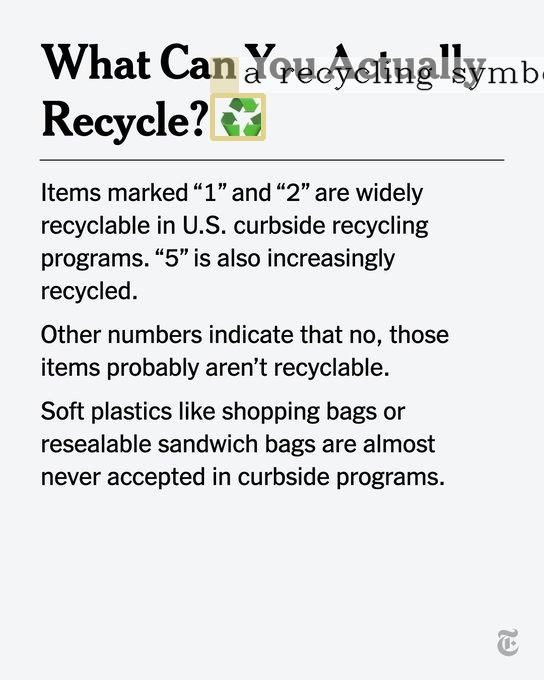 What Can You Actually
a recycling symb
Recycle?
Items marked “1” and “2” are widely
recyclable in U.S. curbside recycling
programs. “5” is also increasingly
recycled.
Other numbers indicate that no, those
items probably aren’t recyclable.
Soft plastics like shopping bags or
resealable sandwich bags are almost
never accepted in curbside programs.
T